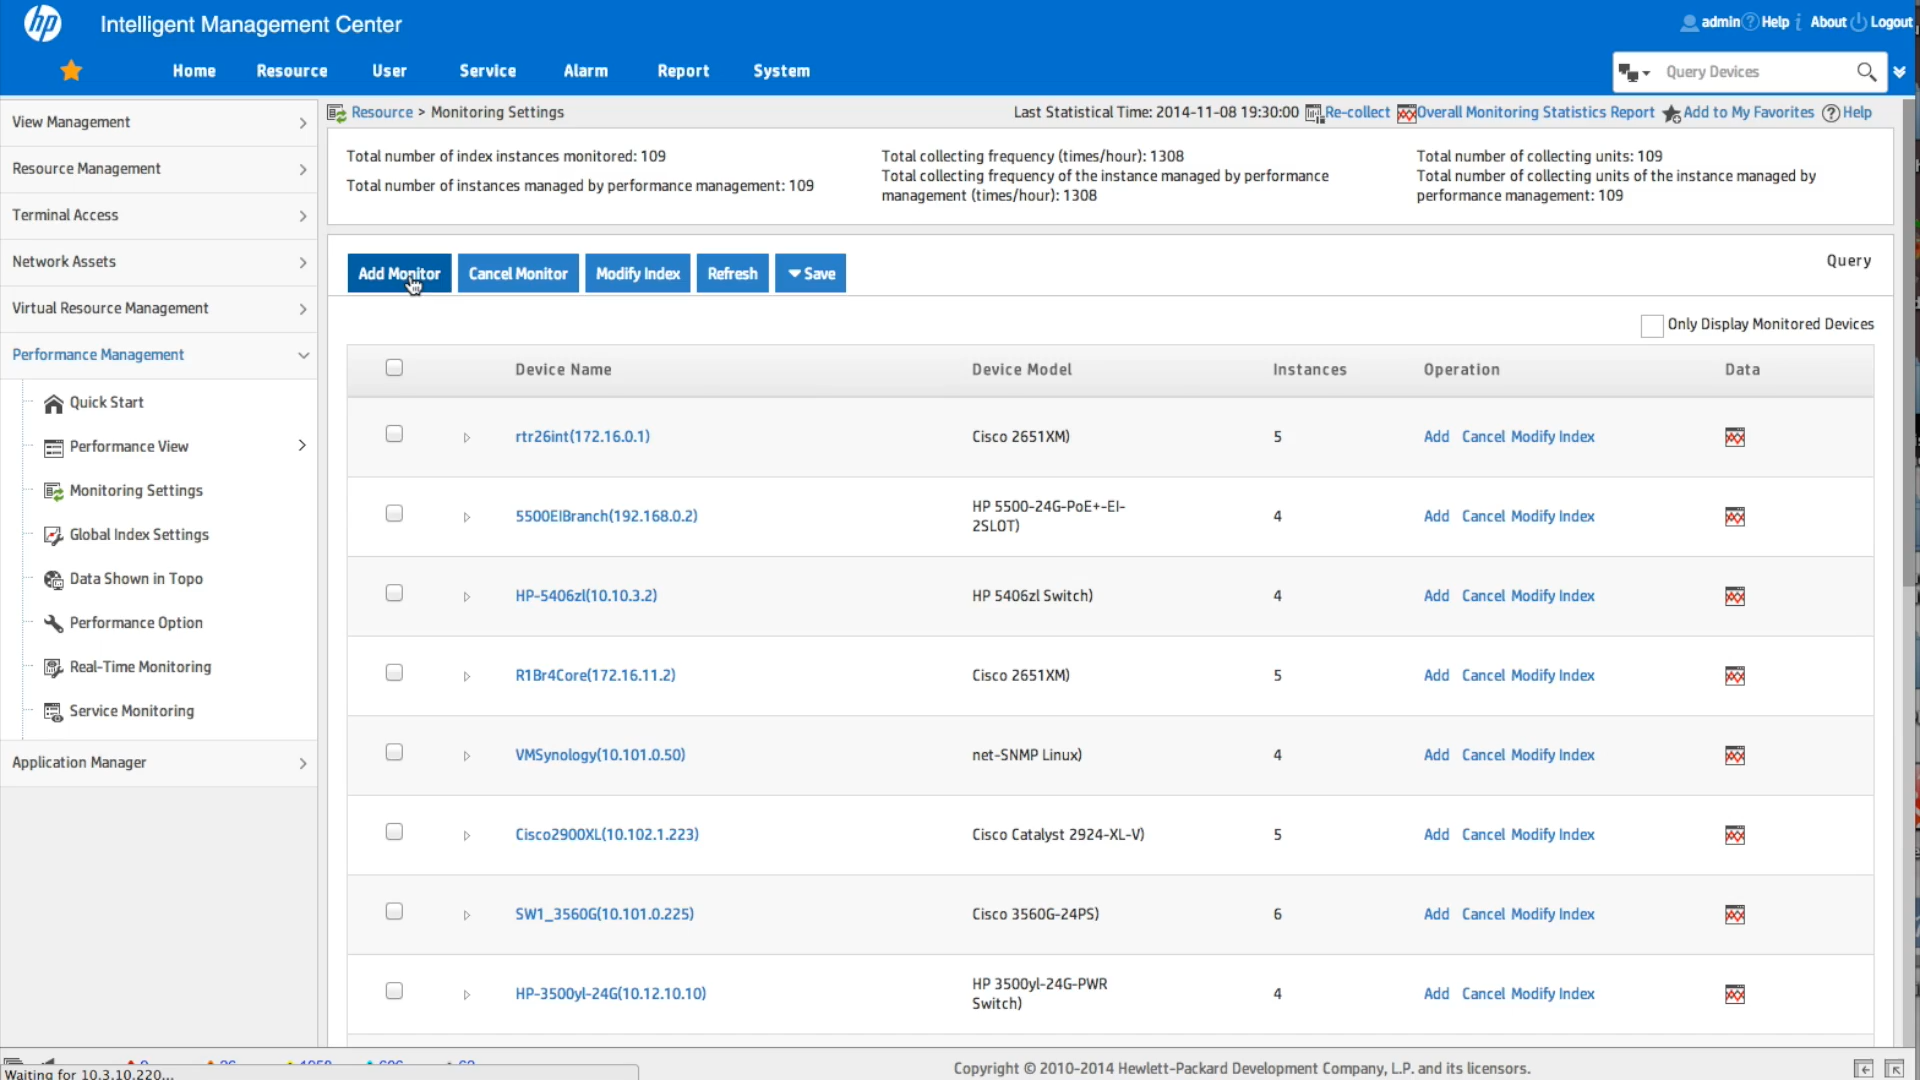 hp Intelligent Management Center
admin Help About Logout
Home Resource User Service Alarm Report System
Query Devices
View Management
Resource Management
Terminal Access
Network Assets
Virtual Resource Management
Performance Management
Quick Start
Performance View
Monitoring Settings
Global Index Settings
Data Shown in Topo
Performance Option
Real-Time Monitoring
Service Monitoring
Application Manager
Resource > Monitoring Settings
Last Statistical Time: 2014-11-08 19:30:00 Re-collect Overall Monitoring Statistics Report Add to My Favorites Help
Total number of index instances monitored: 109
Total number of instances managed by performance management: 109
Total collecting frequency (times/hour): 1308
Total collecting frequency of the instance managed by performance
management (times/hour): 1308
Total number of collecting units: 109
Total number of collecting units of the instance managed by
performance management: 109
Query
Add Monitor Cancel Monitor Modify Index Refresh Save
Only Display Monitored Devices
Device Name Device Model Instances Operation Data
rtr26int(172.16.0.1) Cisco 2651XM) 5 Add Cancel Modify Index
5500EIBranch(192.168.0.2) HP 5500-24G-PoE+-EI-
2SLOT) 4 Add Cancel Modify Index
HP-5406zl(10.10.3.2) HP 5406zl Switch) 4 Add Cancel Modify Index
R1Br4Core(172.16.11.2) Cisco 2651XM) 5 Add Cancel Modify Index
VMSynology(10.101.0.50) net-SNMP Linux) 4 Add Cancel Modify Index
Cisco2900XL(10.102.1.223) Cisco Catalyst 2924-XL-V) 5 Add Cancel Modify Index
SW1_3560G(10.101.0.225) Cisco 3560G-24PS) 6 Add Cancel Modify Index
HP-3500yl-24G(10.12.10.10) HP 3500yl-24G-PWR
Switch) 4 Add Cancel Modify Index
Waiting for 10.3.10.220...
Copyright © 2010-2014 Hewlett-Packard Development Company, L.P. and its licensors.